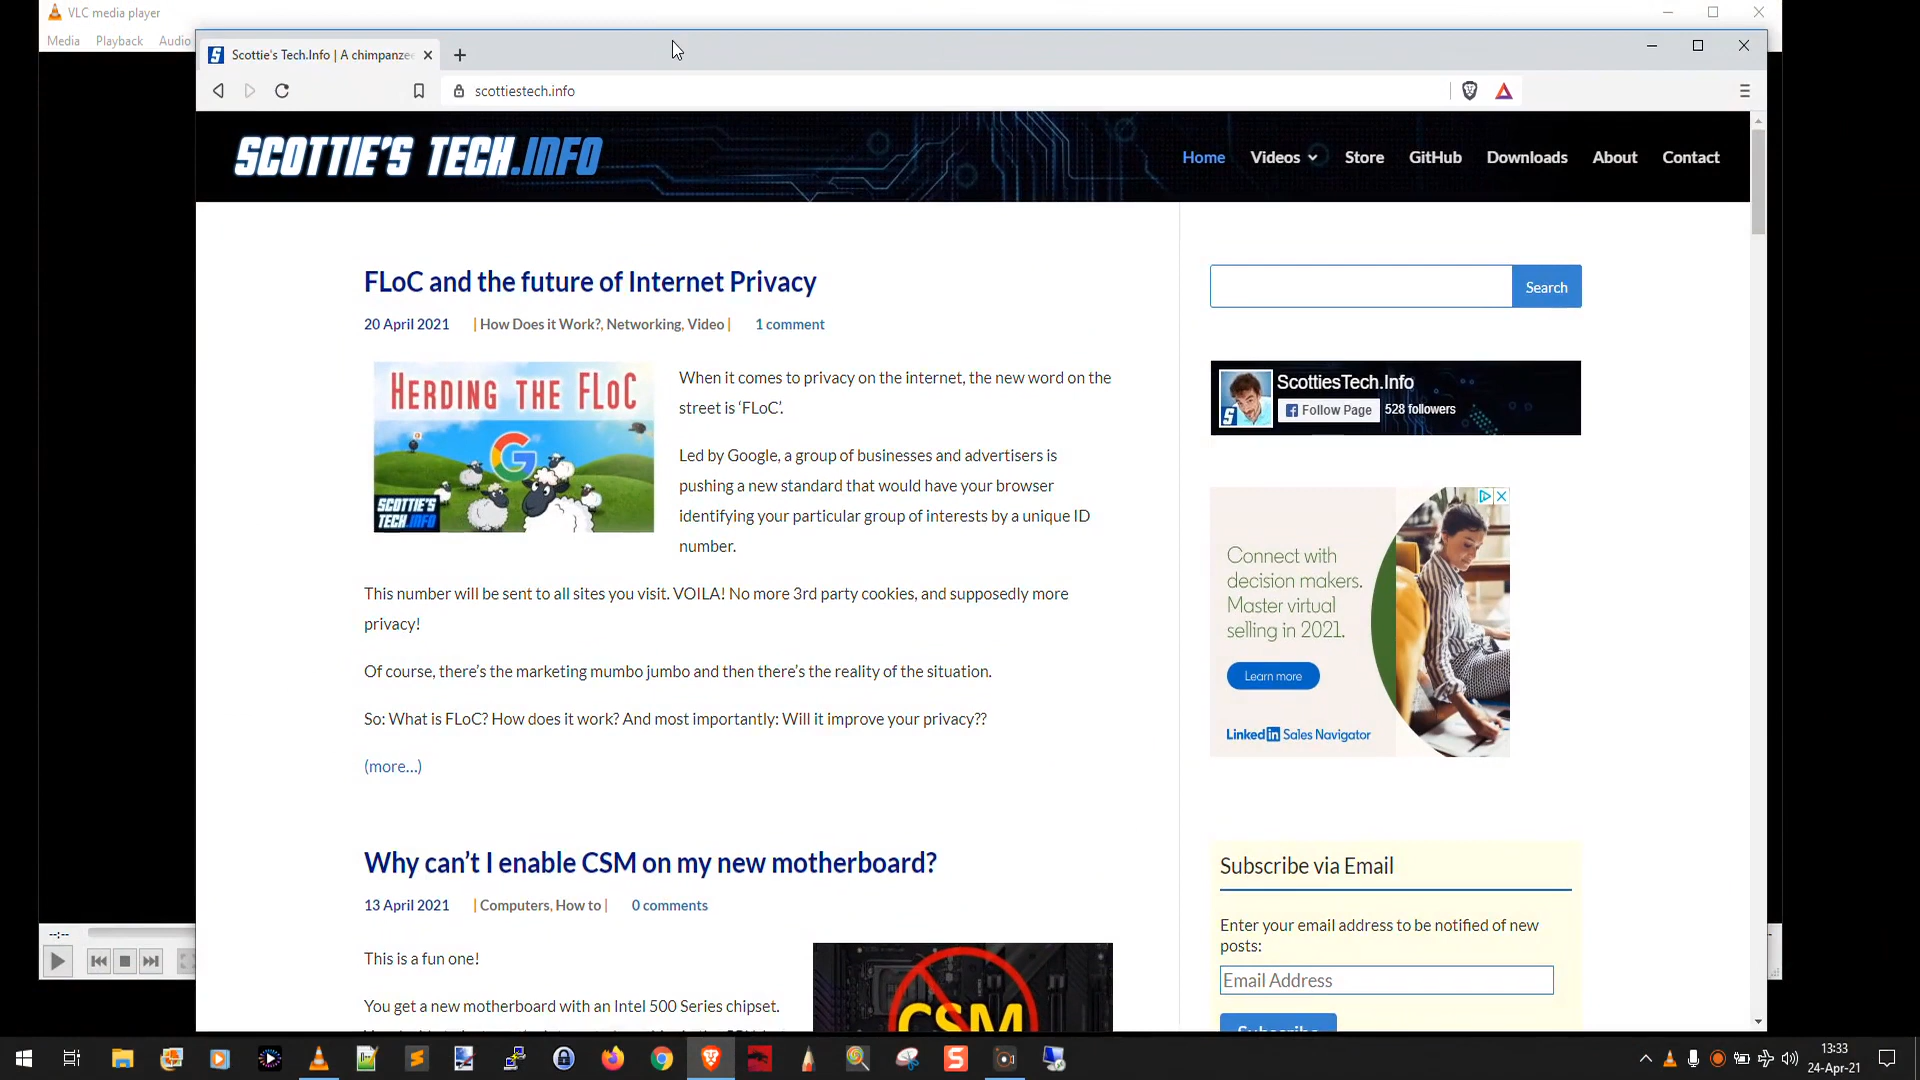 VLC media player
Media Playback Audio
Scottie's Tech.Info | A chimpanzee
scottiestech.info
SCOTTIE'S TECH.INFO
Home Videos Store GitHub Downloads About Contact
FLoC and the future of Internet Privacy
20 April 2021 | How Does it Work?, Networking, Video | 1 comment
HERDING THE FLOC
SCOTTIE'S
TECH.INFO
When it comes to privacy on the internet, the new word on the
street is ‘FLoC’.
Led by Google, a group of businesses and advertisers is
pushing a new standard that would have your browser
identifying your particular group of interests by a unique ID
number.
This number will be sent to all sites you visit. VOILA! No more 3rd party cookies, and supposedly more
privacy!
Of course, there’s the marketing mumbo jumbo and then there’s the reality of the situation.
So: What is FLoC? How does it work? And most importantly: Will it improve your privacy??
(more…)
Why can’t I enable CSM on my new motherboard?
13 April 2021 | Computers, How to | 0 comments
This is a fun one!
You get a new motherboard with an Intel 500 Series chipset.
CSM
Search
ScottiesTech.Info
Follow Page 528 followers
Connect with
decision makers.
Master virtual
selling in 2021.
Learn more
LinkedIn Sales Navigator
Subscribe via Email
Enter your email address to be notified of new
posts:
Email Address
Subscribe
--:--
13:33
24-Apr-21